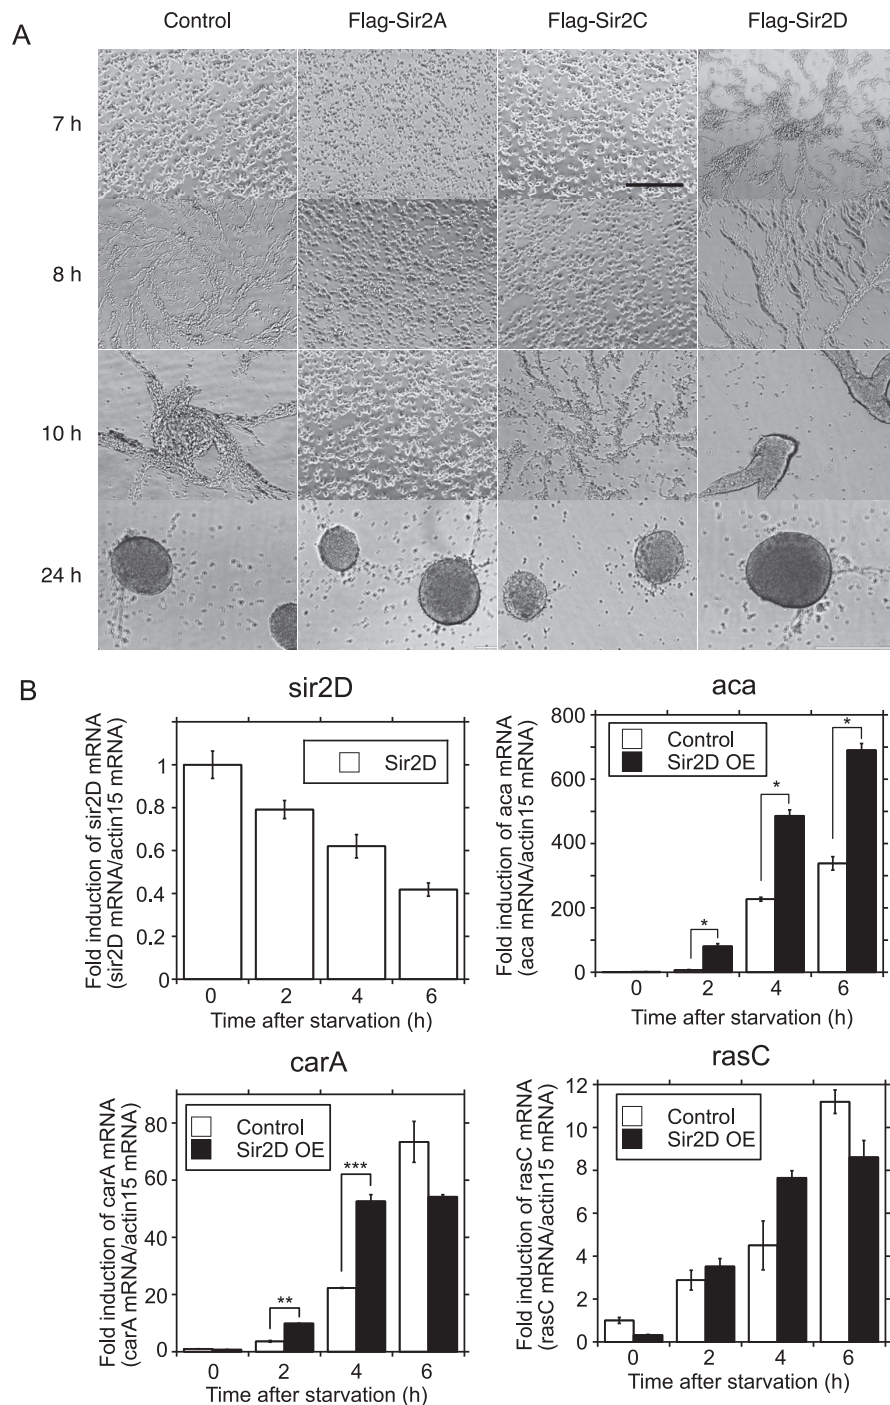 A
Control
Flag-Sir2A
Flag-Sir2C
Flag-Sir2D
7 h
8 h
10 h
24 h
B
sir2D
Fold induction of sir2D mRNA
(sir2D mRNA/actin15 mRNA)
1
0.8
0.6
0.4
0.2
0
Sir2D
0 2 4 6
Time after starvation (h)
aca
Fold induction of aca mRNA
(aca mRNA/actin15 mRNA)
800
600
400
200
0
Control
Sir2D OE
*
*
*
0 2 4 6
Time after starvation (h)
carA
Fold induction of carA mRNA
(carA mRNA/actin15 mRNA)
80
60
40
20
0
Control
Sir2D OE
**
***
0 2 4 6
Time after starvation (h)
rasC
Fold induction of rasC mRNA
(rasC mRNA/actin15 mRNA)
12
10
8
6
4
2
0
Control
Sir2D OE
0 2 4 6
Time after starvation (h)